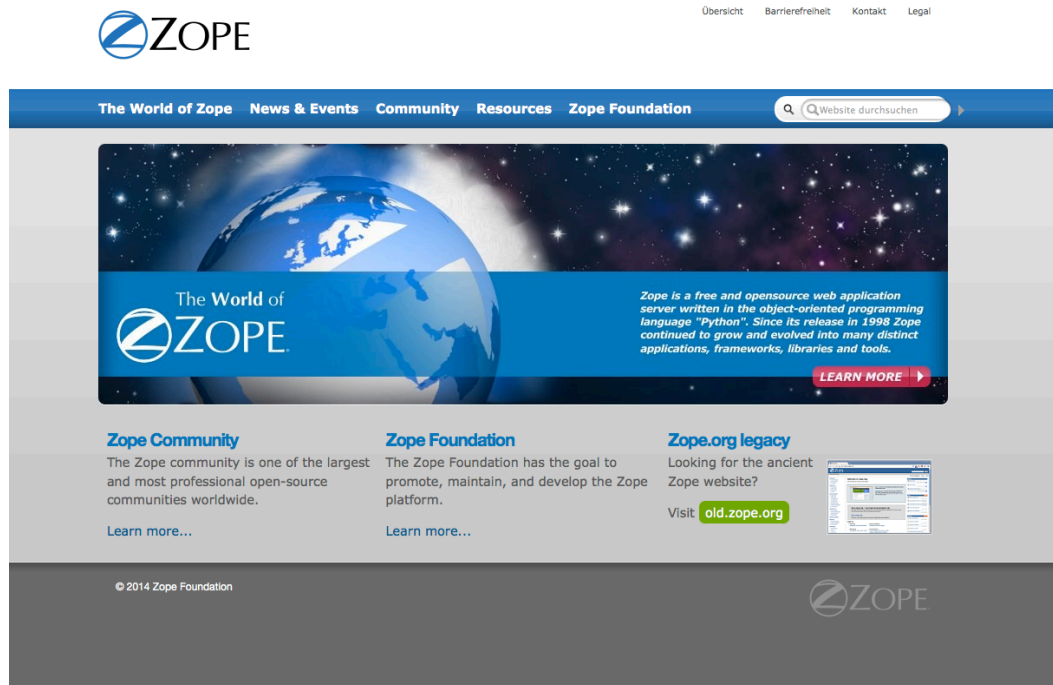 ZOPE
Übersicht Barrierefreiheit Kontakt Legal
The World of Zope News & Events Community Resources Zope Foundation
Website durchsuchen
The World of
ZOPE
Zope is a free and opensource web application
server written in the object-oriented programming
language "Python". Since its release in 1998 Zope
continued to grow and evolved into many distinct
applications, frameworks, libraries and tools.
LEARN MORE
Zope Community
The Zope community is one of the largest
and most professional open-source
communities worldwide.
Learn more...
Zope Foundation
The Zope Foundation has the goal to
promote, maintain, and develop the Zope
platform.
Learn more...
Zope.org legacy
Looking for the ancient
Zope website?
Visit old.zope.org
© 2014 Zope Foundation
ZOPE